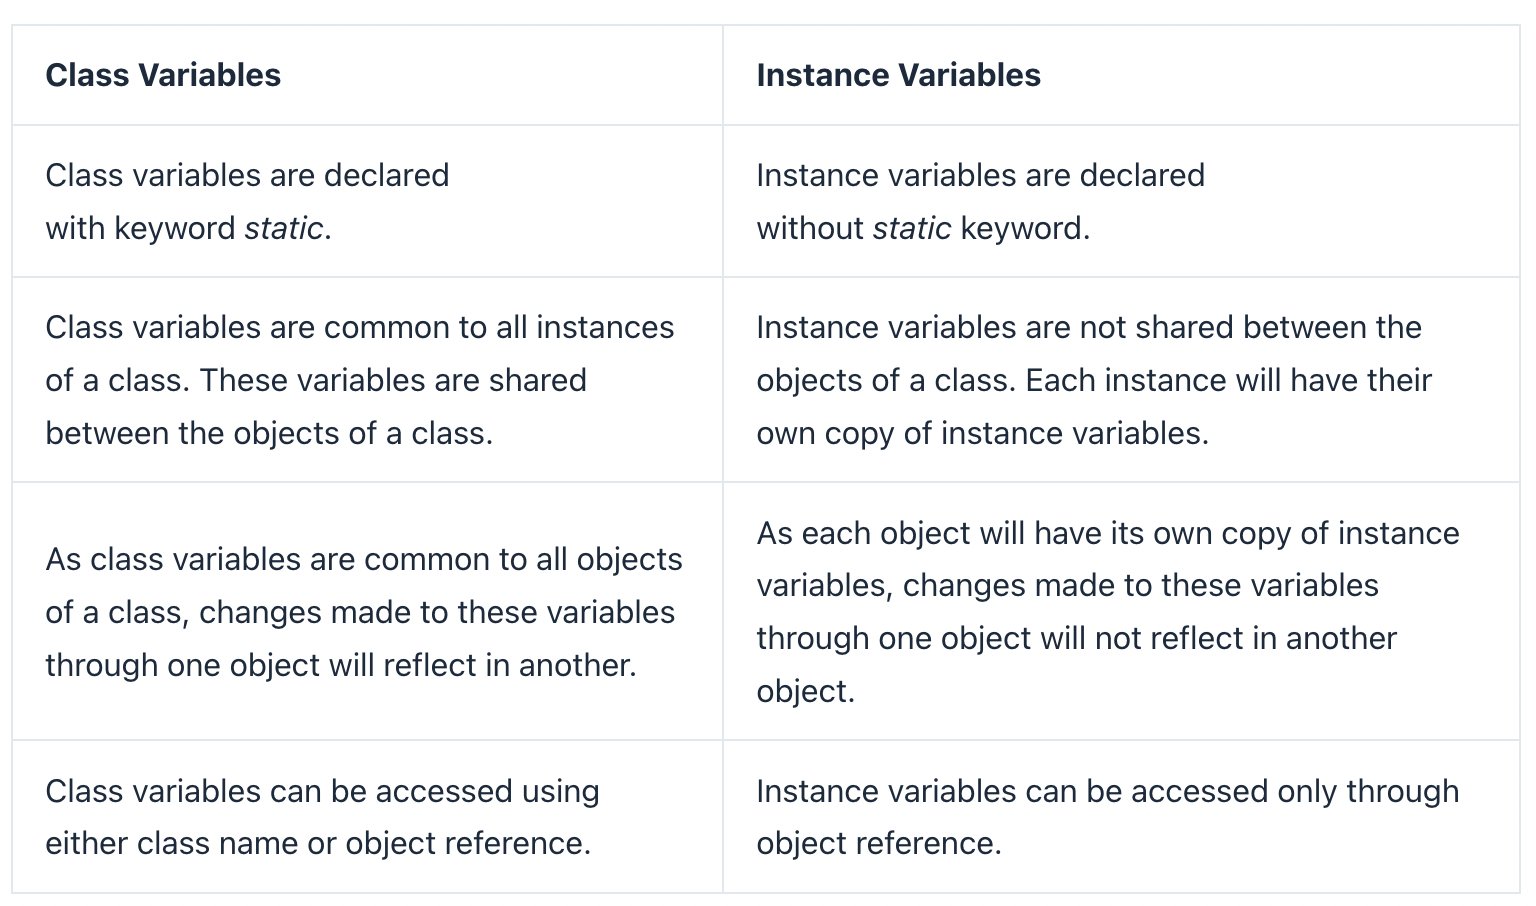 Class Variables
Instance Variables
Class variables are declared
with keyword static.
Instance variables are declared
without static keyword.
Class variables are common to all instances
of a class. These variables are shared
between the objects of a class.
Instance variables are not shared between the
objects of a class. Each instance will have their
own copy of instance variables.
As class variables are common to all objects
of a class, changes made to these variables
through one object will reflect in another.
As each object will have its own copy of instance
variables, changes made to these variables
through one object will not reflect in another
object.
Class variables can be accessed using
either class name or object reference.
Instance variables can be accessed only through
object reference.